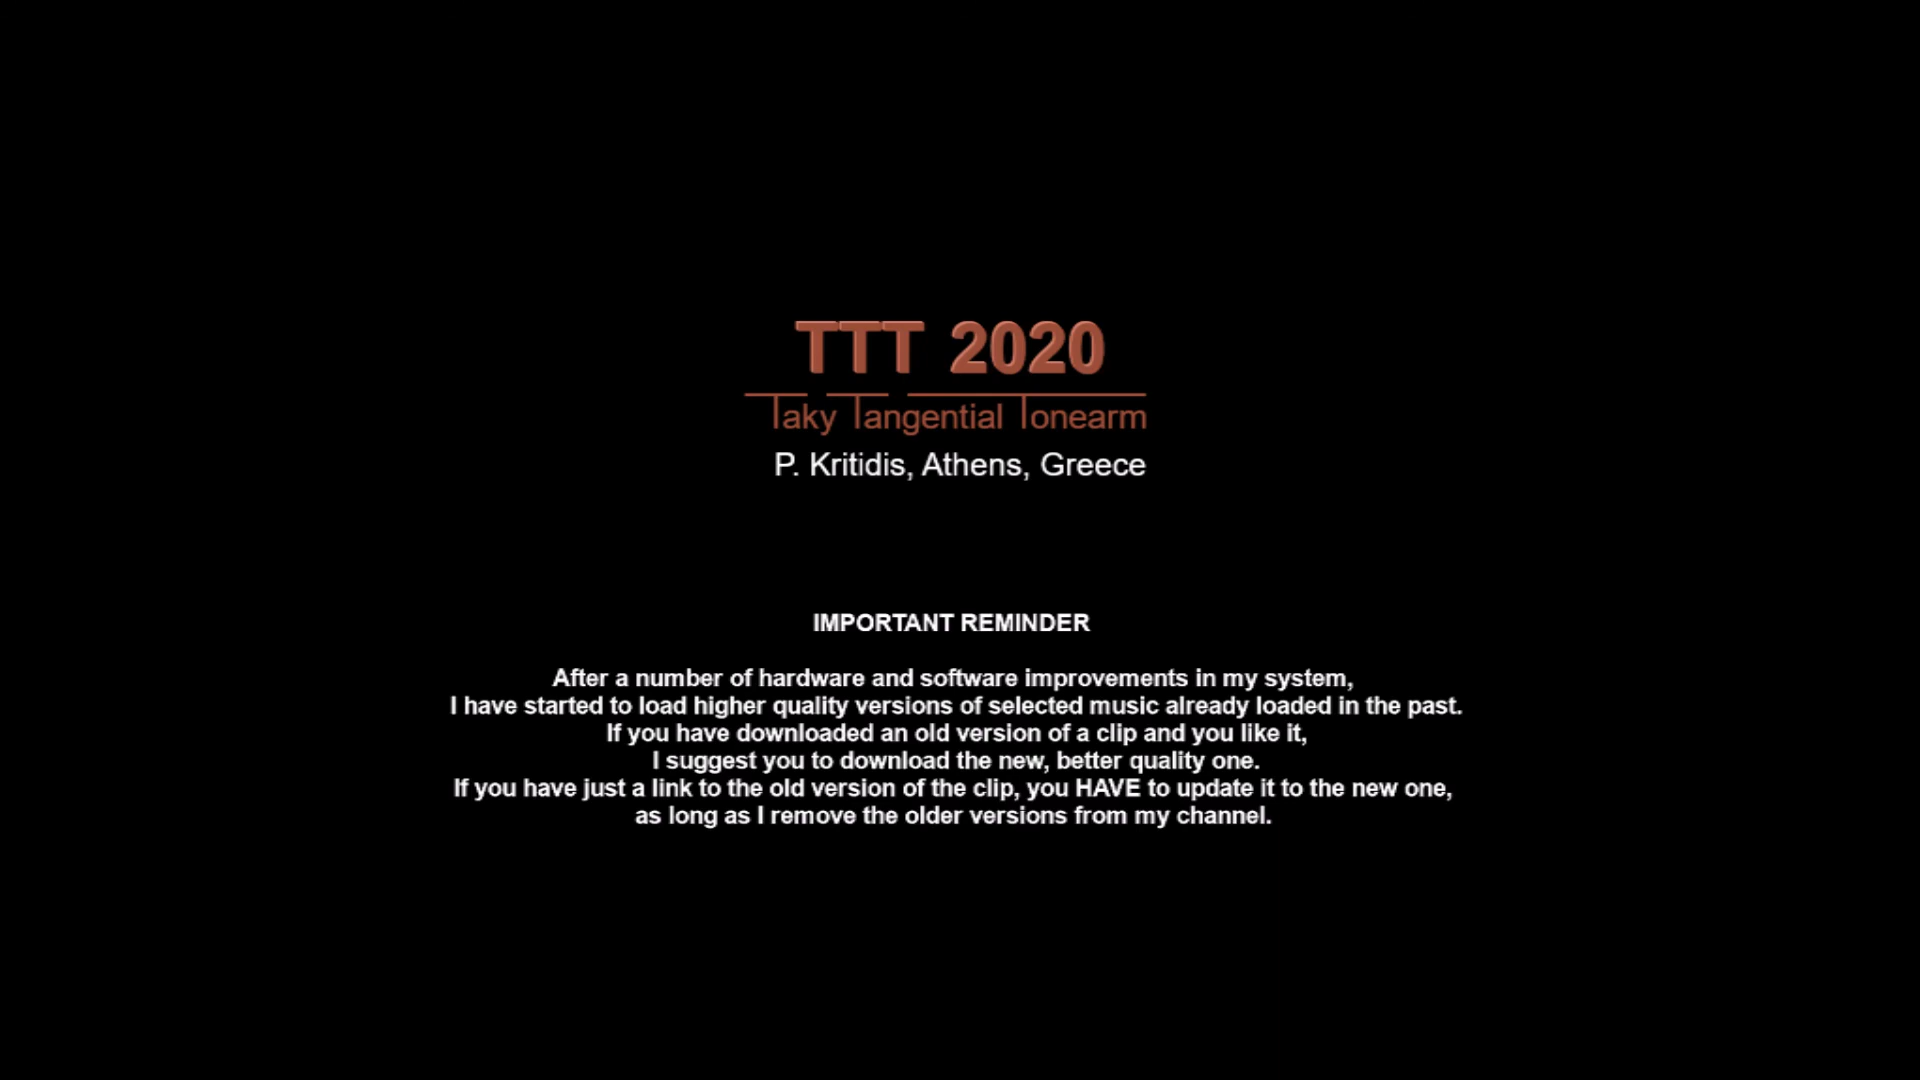 TTT 2020
Taky Tangential Tonearm
P. Kritidis, Athens, Greece
IMPORTANT REMINDER
After a number of hardware and software improvements in my system,
I have started to load higher quality versions of selected music already loaded in the past.
If you have downloaded an old version of a clip and you like it,
I suggest you to download the new, better quality one.
If you have just a link to the old version of the clip, you HAVE to update it to the new one,
as long as I remove the older versions from my channel.